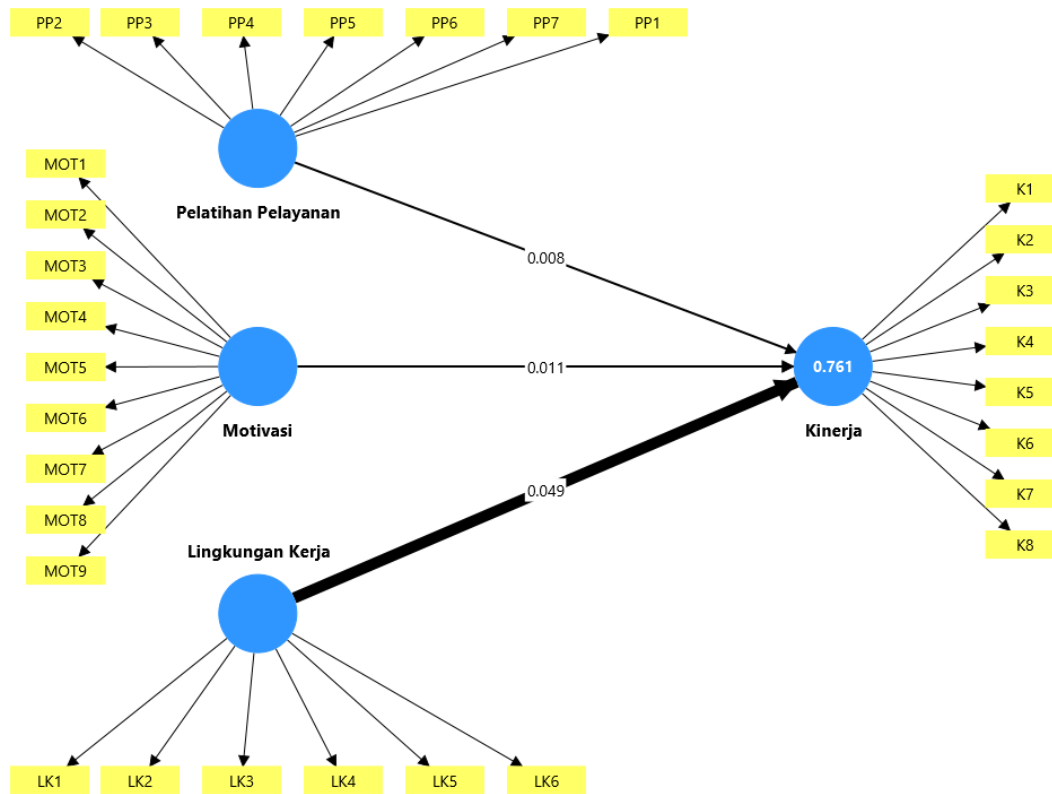 PP2
PP3
PP4
PP5
PP6
PP7
PP1
Pelatihan Pelayanan
MOT1
MOT2
MOT3
MOT4
MOT5
MOT6
MOT7
MOT8
MOT9
Motivasi
0.008
0.011
0.049
0.761
Kinerja
K1
K2
K3
K4
K5
K6
K7
K8
Lingkungan Kerja
LK1
LK2
LK3
LK4
LK5
LK6